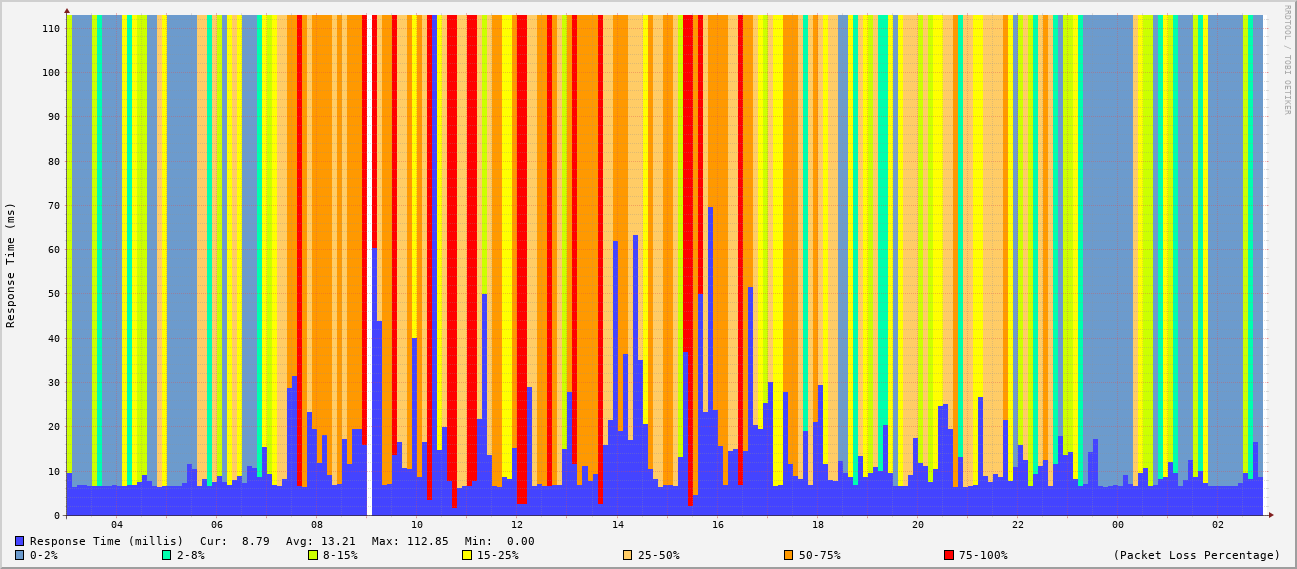 RRDTOOL / TOBI OETIKER
Response Time (ms)
110
100
90
80
70
60
50
40
30
20
10
0
04 06 08 10 12 14 16 18 20 22 00 02
Response Time (millis) Cur: 8.79 Avg: 13.21 Max: 112.85 Min: 0.00
0-2% 2-8% 8-15% 15-25% 25-50% 50-75% 75-100% (Packet Loss Percentage)